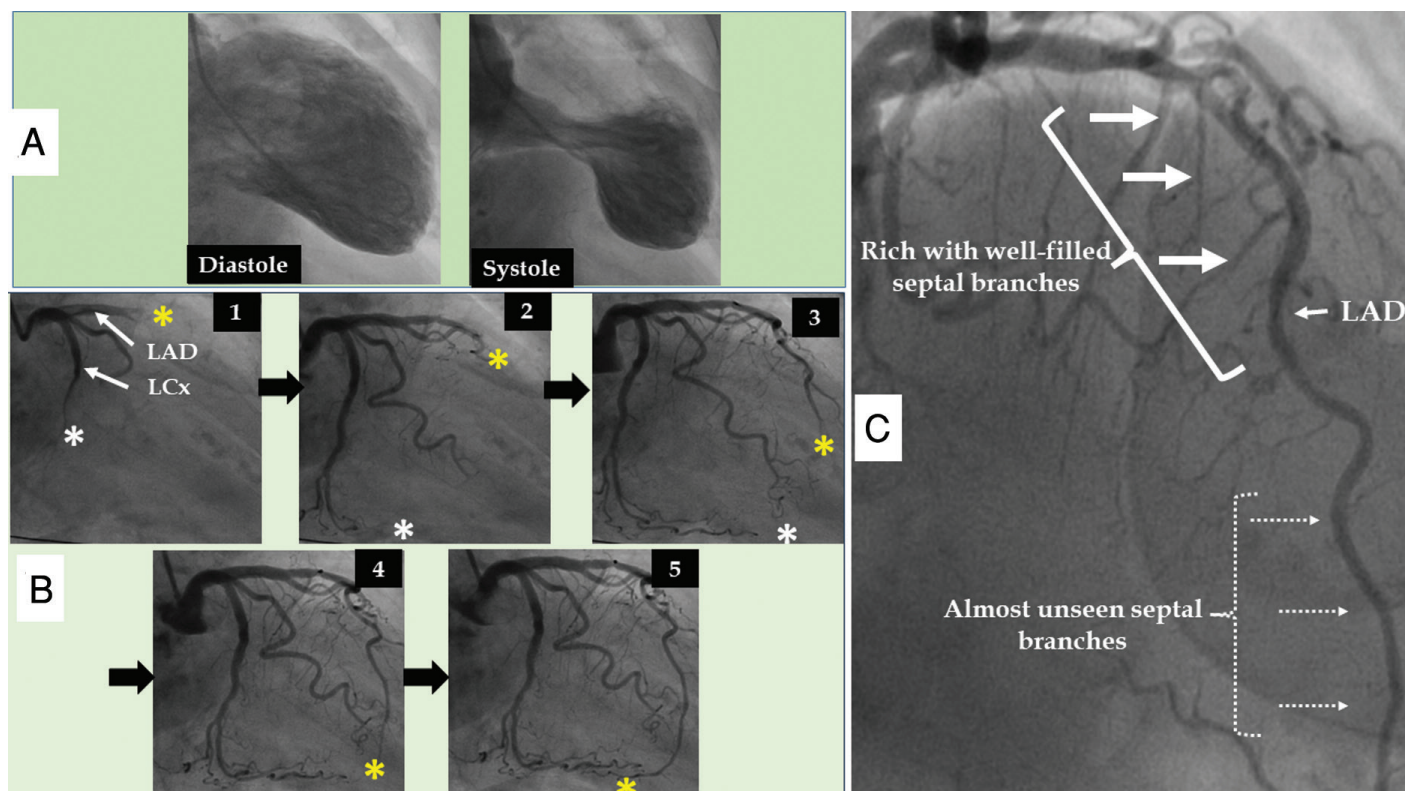 A
Diastole
Systole
1
LAD
LCx
*
*
2
*
*
3
*
*
B
4
*
5
*
C
Rich with well-filled
septal branches
LAD
Almost unseen septal
branches